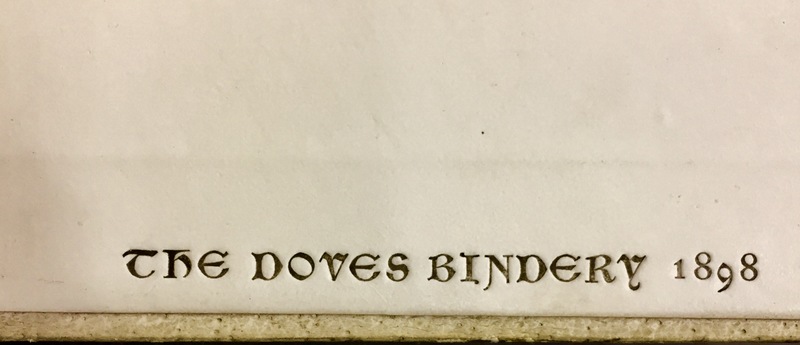 THE DOVES BINDERY 1898